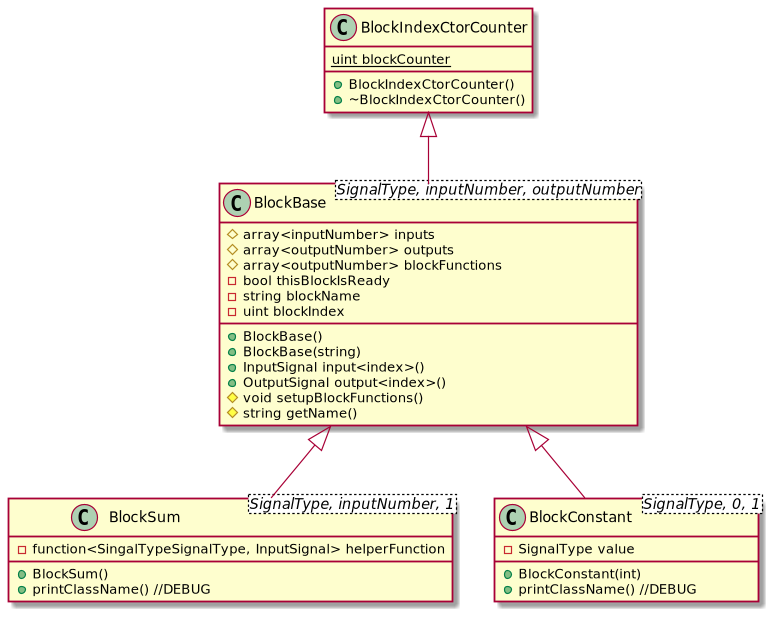 C BlockIndexCtorCounter
uint blockCounter
BlockIndexCtorCounter()
~BlockIndexCtorCounter()
SignalType, inputNumber, outputNumber
C BlockBase
array<inputNumber> inputs
array<outputNumber> outputs
array<outputNumber> blockFunctions
bool thisBlockIsReady
string blockName
uint blockIndex
BlockBase()
BlockBase(string)
InputSignal input<index>()
OutputSignal output<index>()
void setupBlockFunctions()
string getName()
SignalType, inputNumber, 1
C BlockSum
function<SingalTypeSignalType, InputSignal> helperFunction
BlockSum()
printClassName() //DEBUG
SignalType, 0, 1
C BlockConstant
SignalType value
BlockConstant(int)
printClassName() //DEBUG